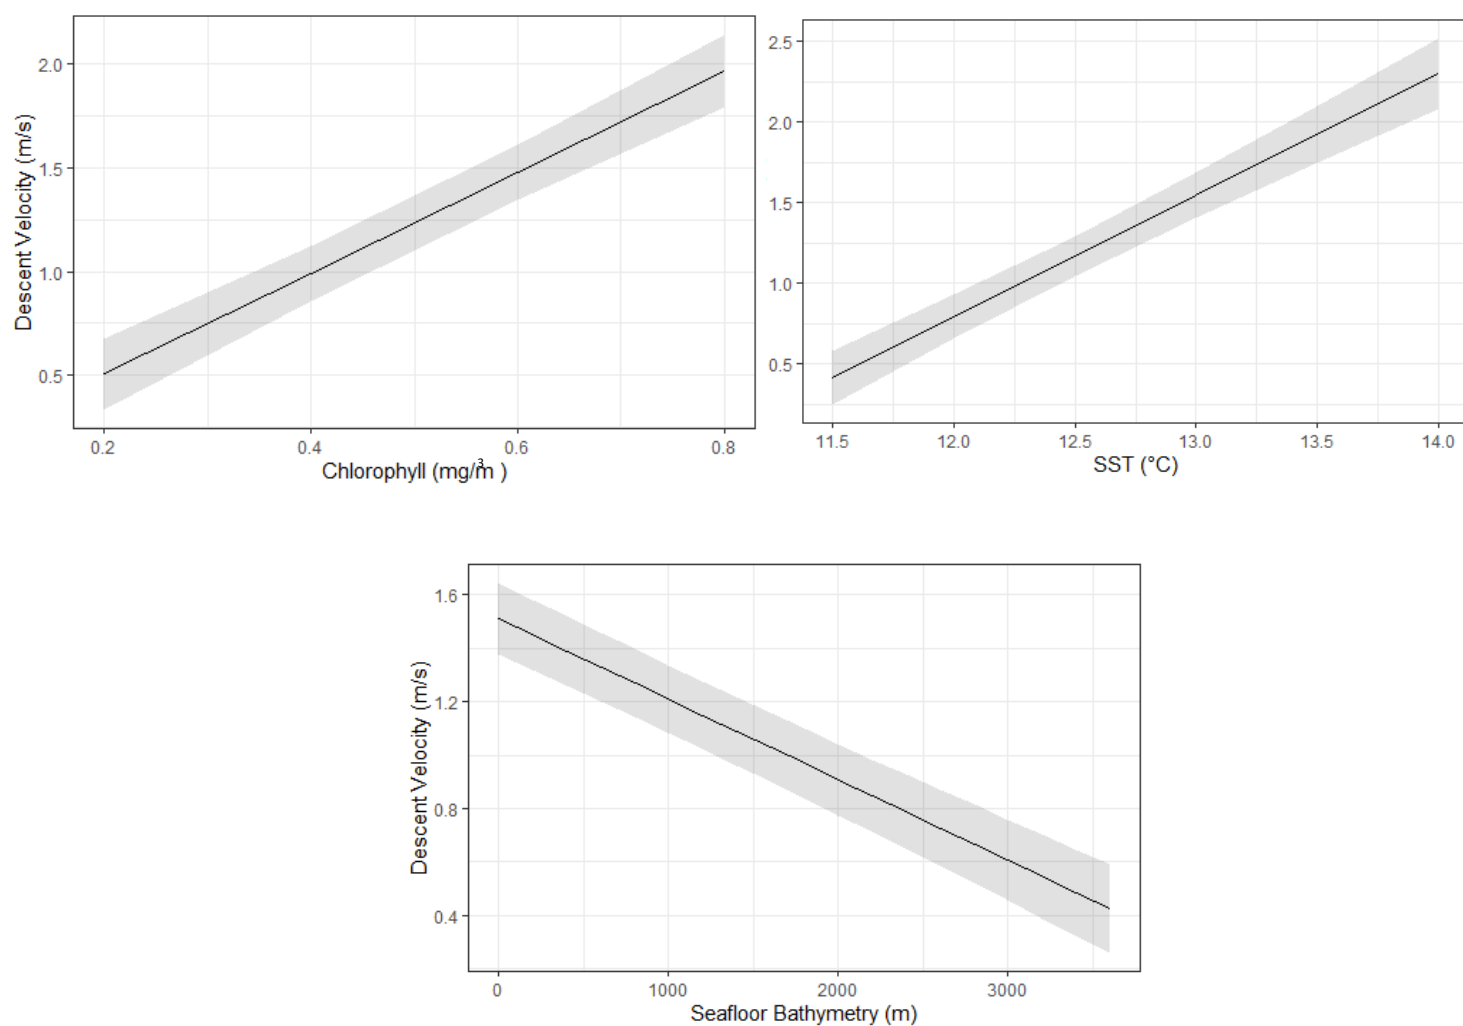 Descent Velocity (m/s)
2.0
1.5
1.0
0.5
0.2 0.4 0.6 0.8
Chlorophyll (mg/m3 )
2.5
2.0
1.5
1.0
0.5
11.5 12.0 12.5 13.0 13.5 14.0
SST (°C)
Descent Velocity (m/s)
1.6
1.2
0.8
0.4
0 1000 2000 3000
Seafloor Bathymetry (m)